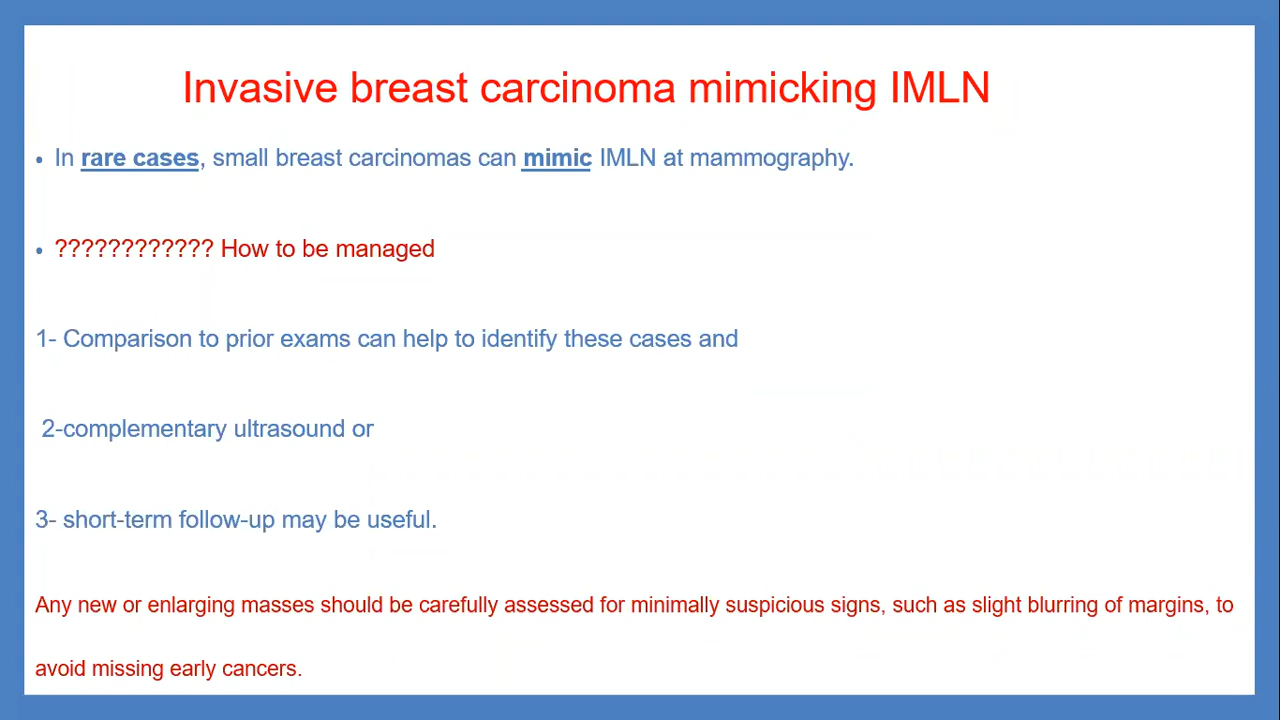 Invasive breast carcinoma mimicking IMLN
• In rare cases, small breast carcinomas can mimic IMLN at mammography.
• ???????????? How to be managed
1- Comparison to prior exams can help to identify these cases and
2-complementary ultrasound or
3- short-term follow-up may be useful.
Any new or enlarging masses should be carefully assessed for minimally suspicious signs, such as slight blurring of margins, to
avoid missing early cancers.